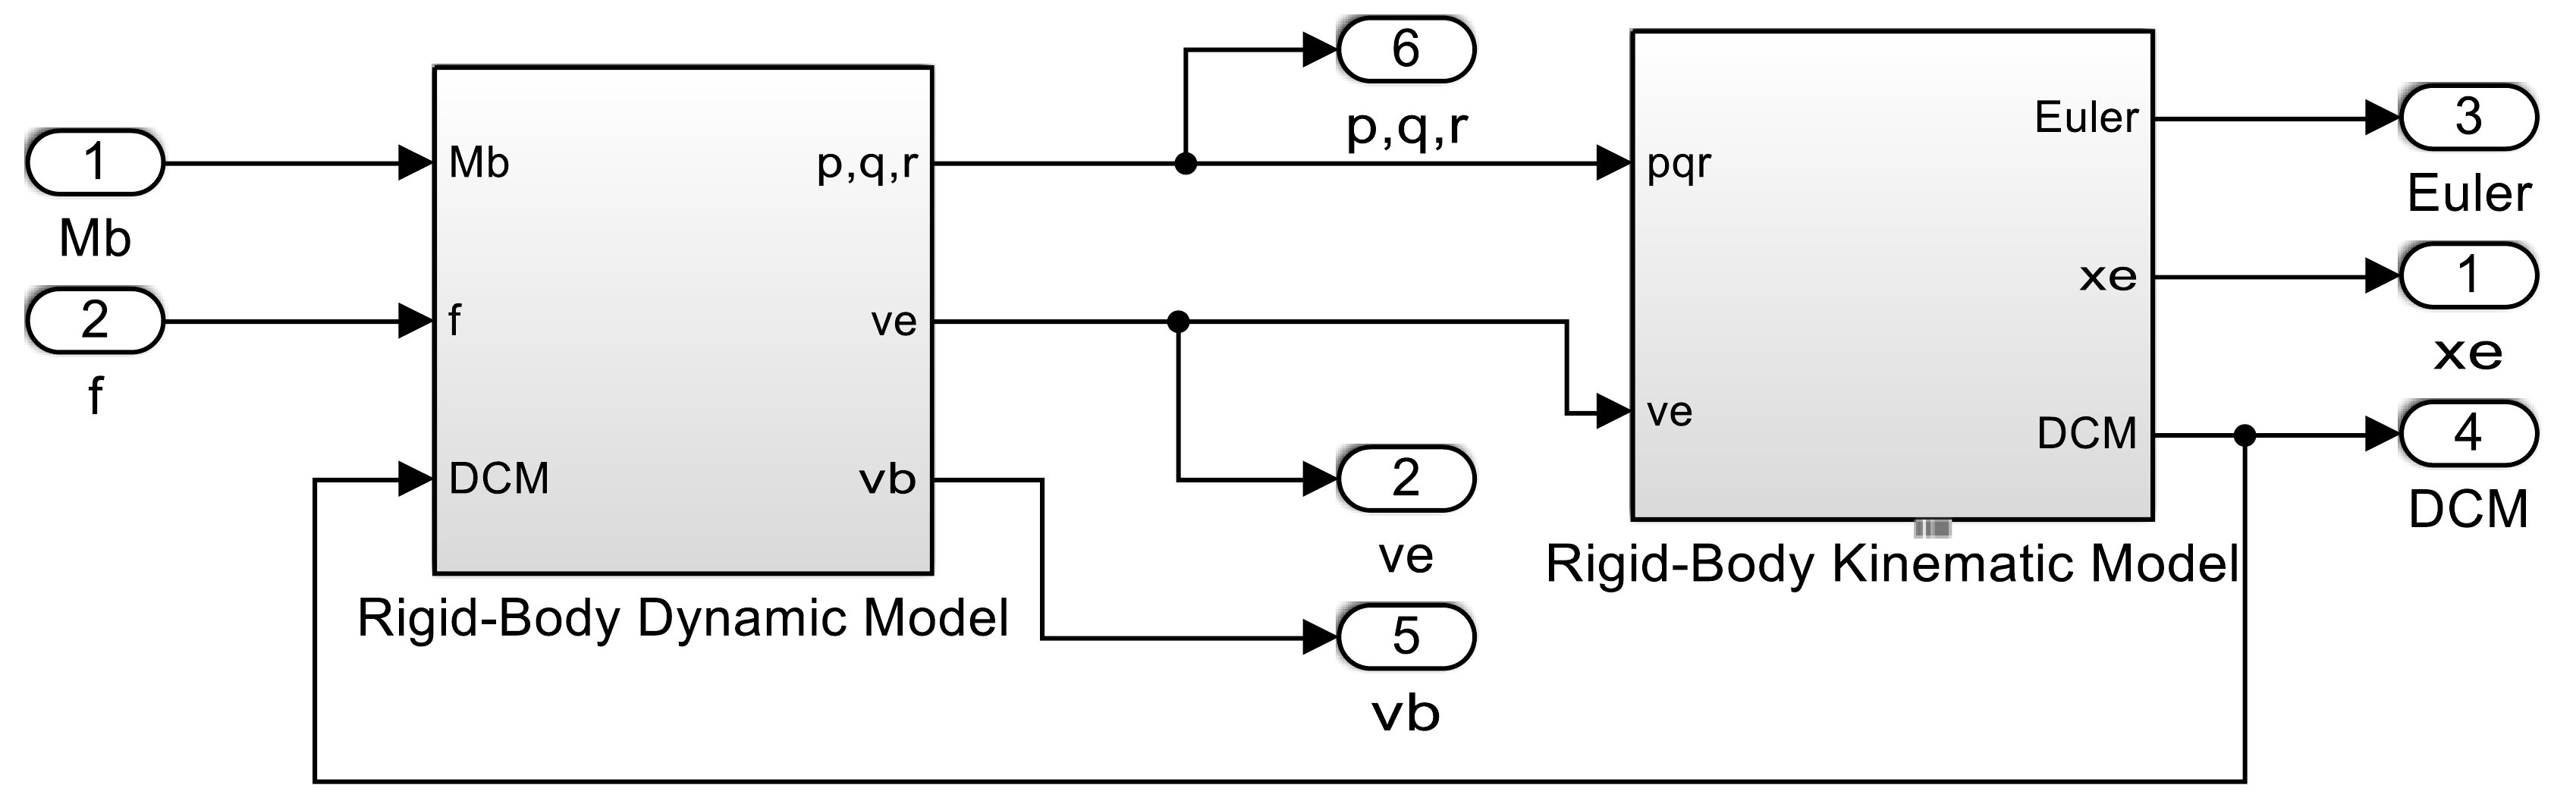 1
Mb
2
f
Mb
f
DCM
p,q,r
ve
vb
Rigid-Body Dynamic Model
6
p,q,r
2
ve
5
vb
pqr
ve
Euler
xe
DCM
Rigid-Body Kinematic Model
3
Euler
1
xe
4
DCM